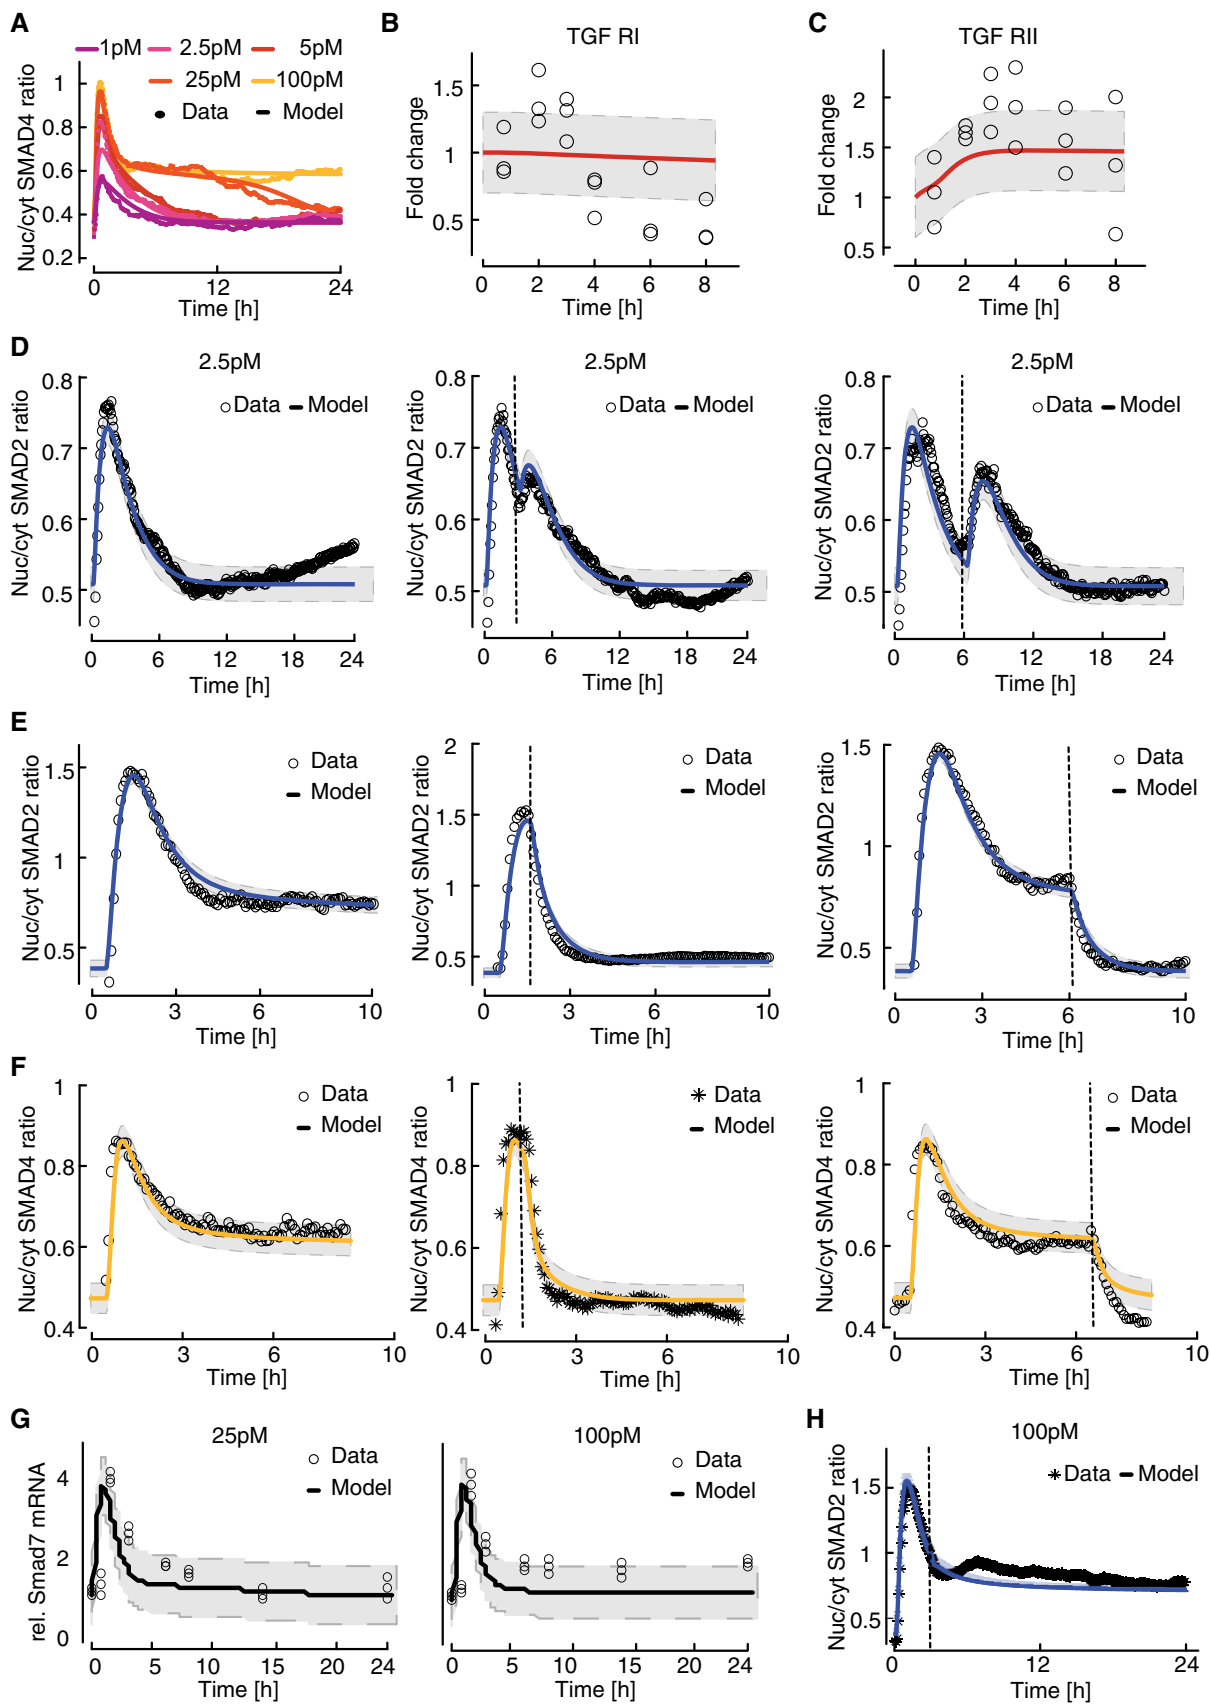 A
1pM 2.5pM 5pM
25pM 100pM
Data Model
Nuc/cyt SMAD4 ratio
1
0.8
0.6
0.4
0.2
0 12 24
Time [h]
B
TGF RI
Fold change
1.5
1
0.5
0 2 4 6 8
Time [h]
C
TGF RII
Fold change
2
1.5
1
0.5
0 2 4 6 8
Time [h]
D
2.5pM
Data Model
Nuc/cyt SMAD2 ratio
0.8
0.7
0.6
0.5
0 6 12 18 24
Time [h]
2.5pM
Data Model
Nuc/cyt SMAD2 ratio
0.8
0.7
0.6
0.5
0 6 12 18 24
Time [h]
2.5pM
Data Model
Nuc/cyt SMAD2 ratio
0.8
0.7
0.6
0.5
0 6 12 18 24
Time [h]
E
Data
Model
Nuc/cyt SMAD2 ratio
1.5
1
0.5
0 3 6 10
Time [h]
Data
Model
Nuc/cyt SMAD2 ratio
2
1.5
1
0.5
0 3 6 10
Time [h]
Data
Model
Nuc/cyt SMAD2 ratio
1.5
1
0.5
0 3 6 10
Time [h]
F
Data
Model
Nuc/cyt SMAD4 ratio
1
0.8
0.6
0.4
0 3 6 10
Time [h]
Data
Model
Nuc/cyt SMAD4 ratio
1
0.8
0.6
0.4
0 3 6 10
Time [h]
Data
Model
Nuc/cyt SMAD4 ratio
1
0.8
0.6
0.4
0 3 6 10
Time [h]
G
25pM
Data
Model
rel. Smad7 mRNA
4
2
0
0 5 10 15 20 24
Time [h]
100pM
Data
Model
0 5 10 15 20 24
Time [h]
H
100pM
Data Model
Nuc/cyt SMAD2 ratio
1.5
1
0.5
0 12 24
Time [h]